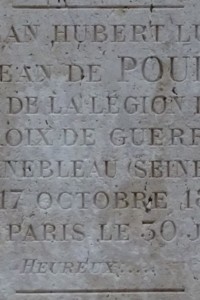 AN HUBERT LU
EAN DE POU
DE LA LÉGION
OIX DE GUERR
NEBLEAU (SEINE
17 OCTOBRE 18
PARIS LE 30 J
HEUREUX....